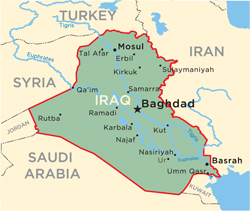 TURKEY
Tal Afar
Mosul
Erbil
Kirkuk
Sulaymaniyah
IRAN
SYRIA
Qa'im
Samarra
IRAQ
Baghdad
Rutba
Ramadi
Karbala
Kut
Tigris
Najaf
JORDAN
Nasiriyah
Ur
Euphrates
Basrah
Umm Qasr
SAUDI
ARABIA
KUWAIT